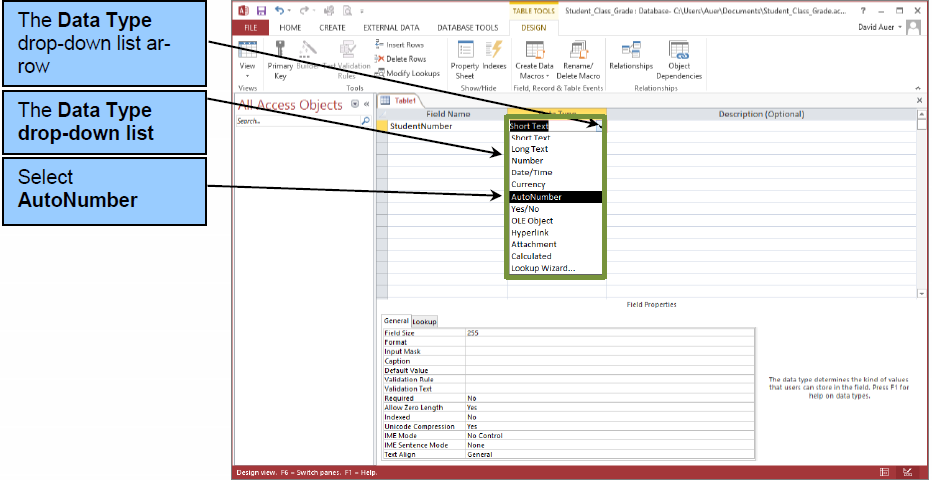 The Data Type
drop-down list ar-
row
The Data Type
drop-down list
Select
AutoNumber
TABLE TOOLS
Student_Class_Grade : Database- C:\Users\Auer\Documents\Student_Class_Grade.ac...
?
FILE
HOME
CREATE
EXTERNAL DATA
DATABASE TOOLS
DESIGN
David Auer
View
Primary
Key
Builder
Test Validation
Rules
Insert Rows
Delete Rows
Modify Lookups
Property
Sheet
Indexes
Create Data
Macros
Rename/
Delete Macro
Relationships
Object
Dependencies
Views
Tools
Show/Hide
Field, Record & Table Events
Relationships
All Access Objects
Search...
Table1
Field Name
Data Type
Description (Optional)
StudentNumber
Short Text
Short Text
Long Text
Number
Date/Time
Currency
AutoNumber
Yes/No
OLE Object
Hyperlink
Attachment
Calculated
Lookup Wizard...
Field Properties
General
Lookup
Field Size 255
Format
Input Mask
Caption
Default Value
Validation Rule
Validation Text
Required No
Allow Zero Length Yes
Indexed No
Unicode Compression Yes
IME Mode No Control
IME Sentence Mode None
Text Align General
The data type determines the kind of values
that users can store in the field. Press F1 for
help on data types.
Design view. F6 = Switch panes. F1 = Help.